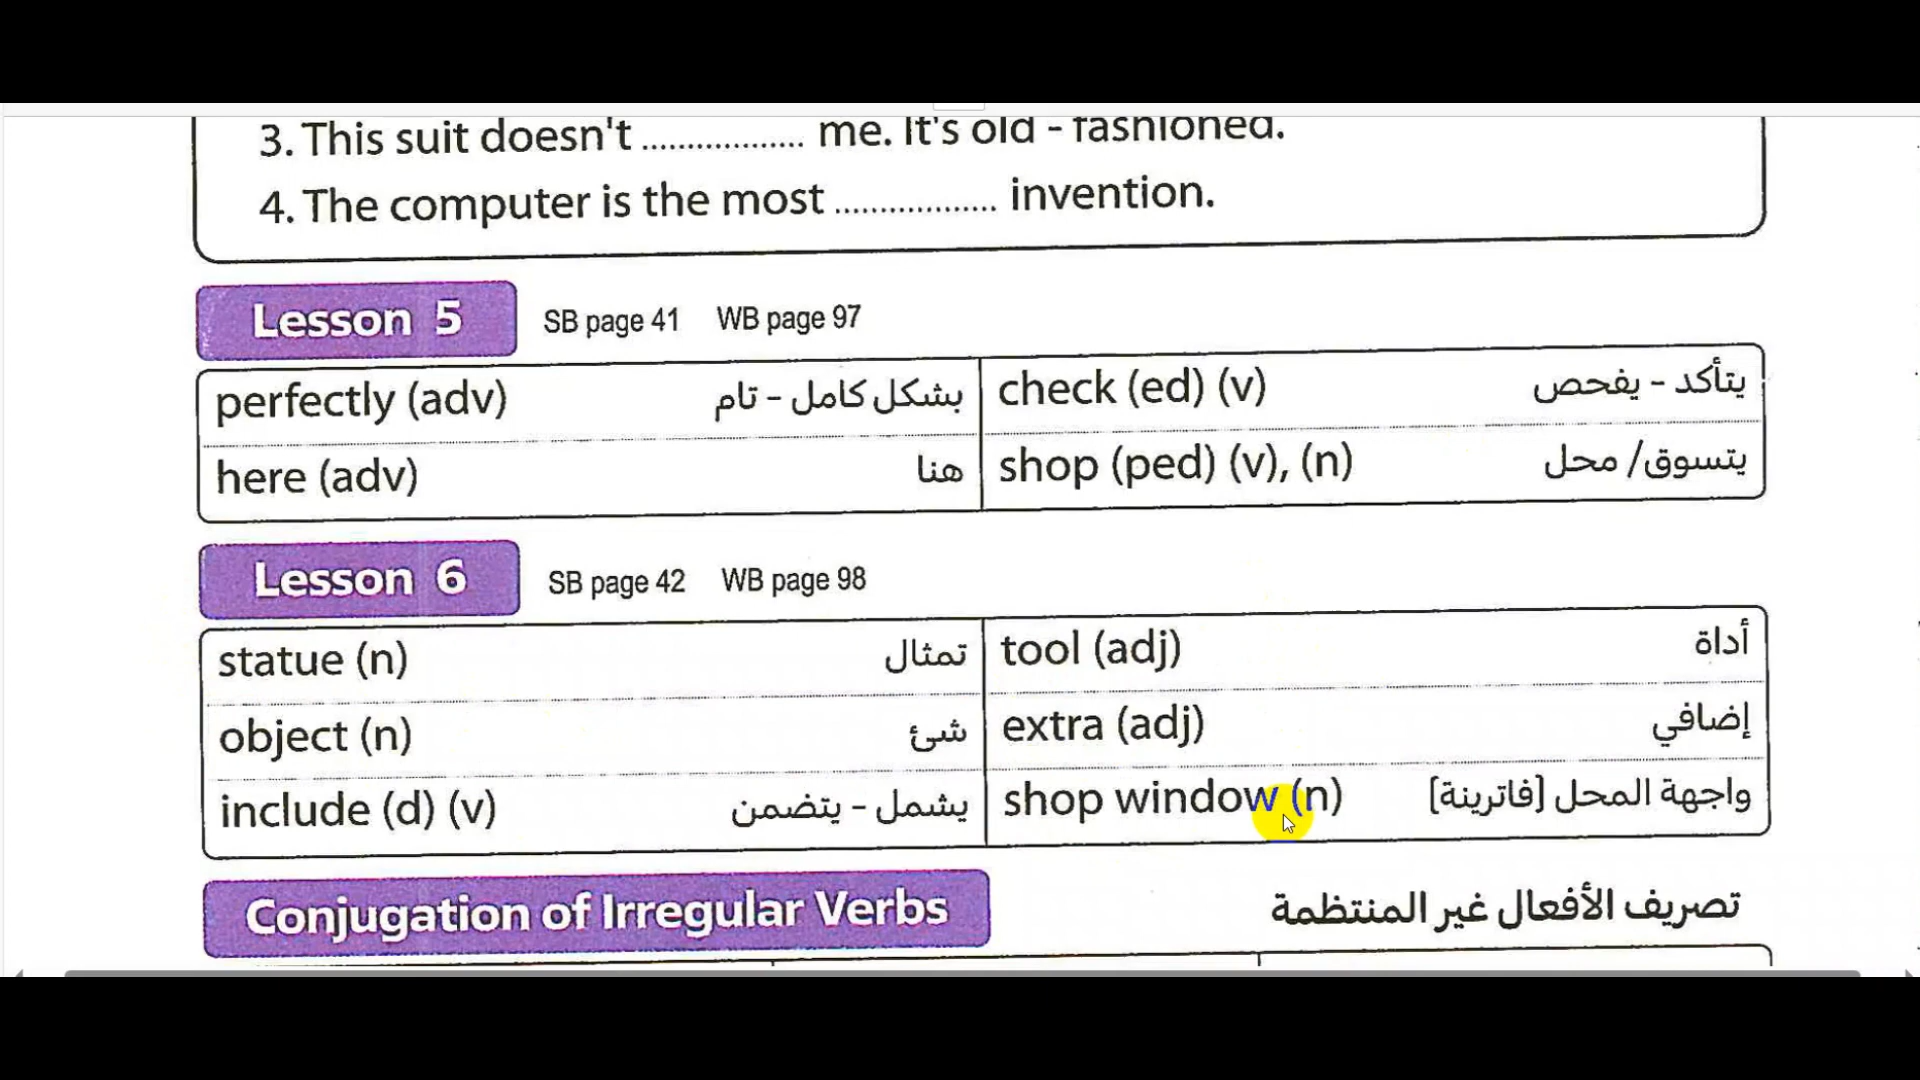 3. This suit doesn't .................. me. It's old - fashioned.
4. The computer is the most .................. invention.
Lesson 5 SB page 41 WB page 97
perfectly (adv) بشكل كامل - تام check (ed) (v) يتأكد - يفحص
here (adv) هنا shop (ped) (v), (n) يتسوق/ محل
Lesson 6 SB page 42 WB page 98
statue (n) تمثال tool (adj) أداة
object (n) شئ extra (adj) إضافي
include (d) (v) يشمل - يتضمن shop window (n) واجهة المحل [فاترينة]
Conjugation of Irregular Verbs تصريف الأفعال غير المنتظمة